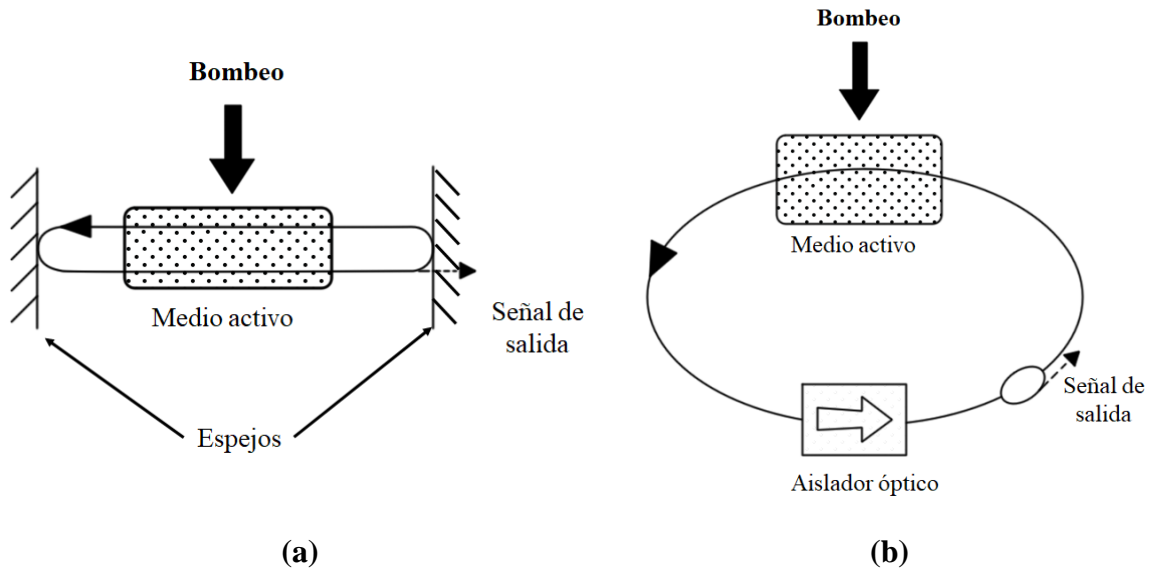 Bombeo
Medio activo
Señal de
salida
Espejos
(a)
Bombeo
Medio activo
Señal de
salida
Aislador óptico
(b)